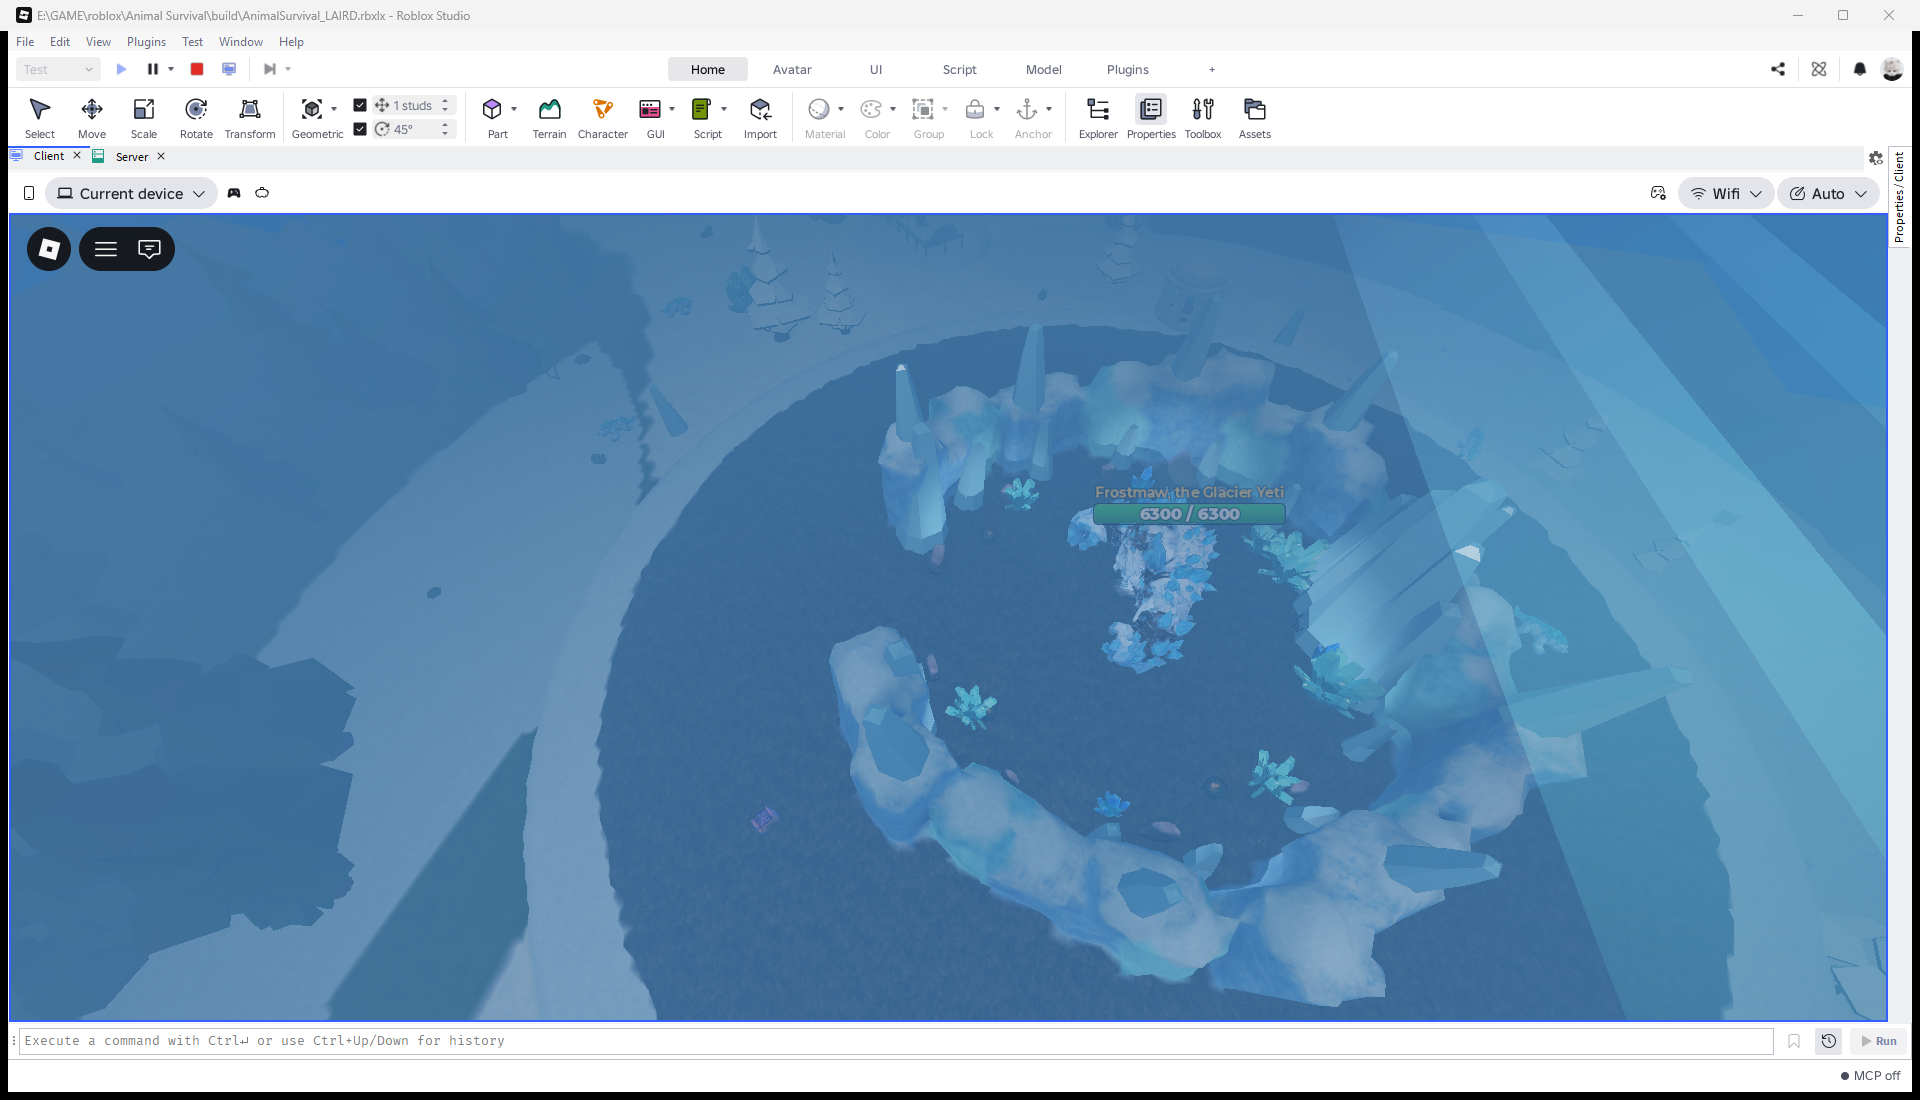 E:\GAME\roblox\Animal Survival\build\AnimalSurvival_LAIRD.rbxlx - Roblox Studio
File Edit View Plugins Test Window Help
Test Home Avatar UI Script Model Plugins +
1 studs
45°
Select Move Scale Rotate Transform Geometric Part Terrain Character GUI Script Import Material Color Group Lock Anchor Explorer Properties Toolbox Assets
Client Server
Current device Wifi Auto
Properties / Client
Frostmaw, the Glacier Yeti
6300 / 6300
Execute a command with Ctrl↵ or use Ctrl+Up/Down for history
Run
MCP off